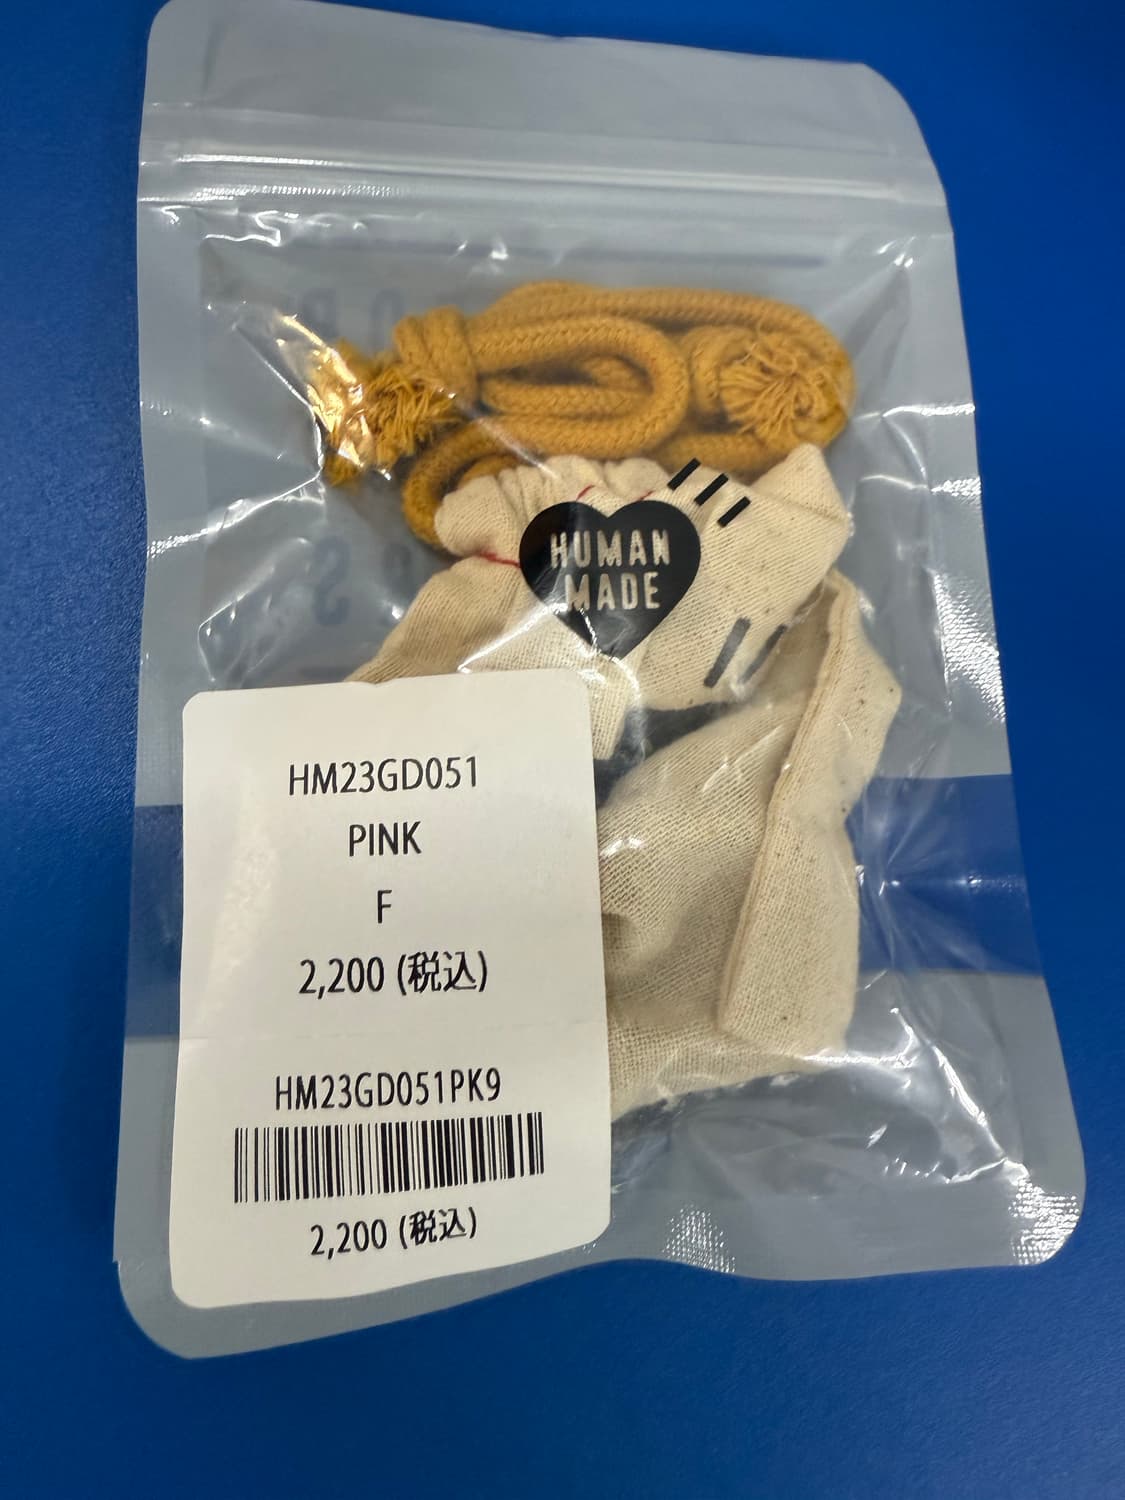 HUMAN
MADE
HM23GD051
PINK
F
2,200 (税込)
HM23GD051PK9
2,200 (税込)